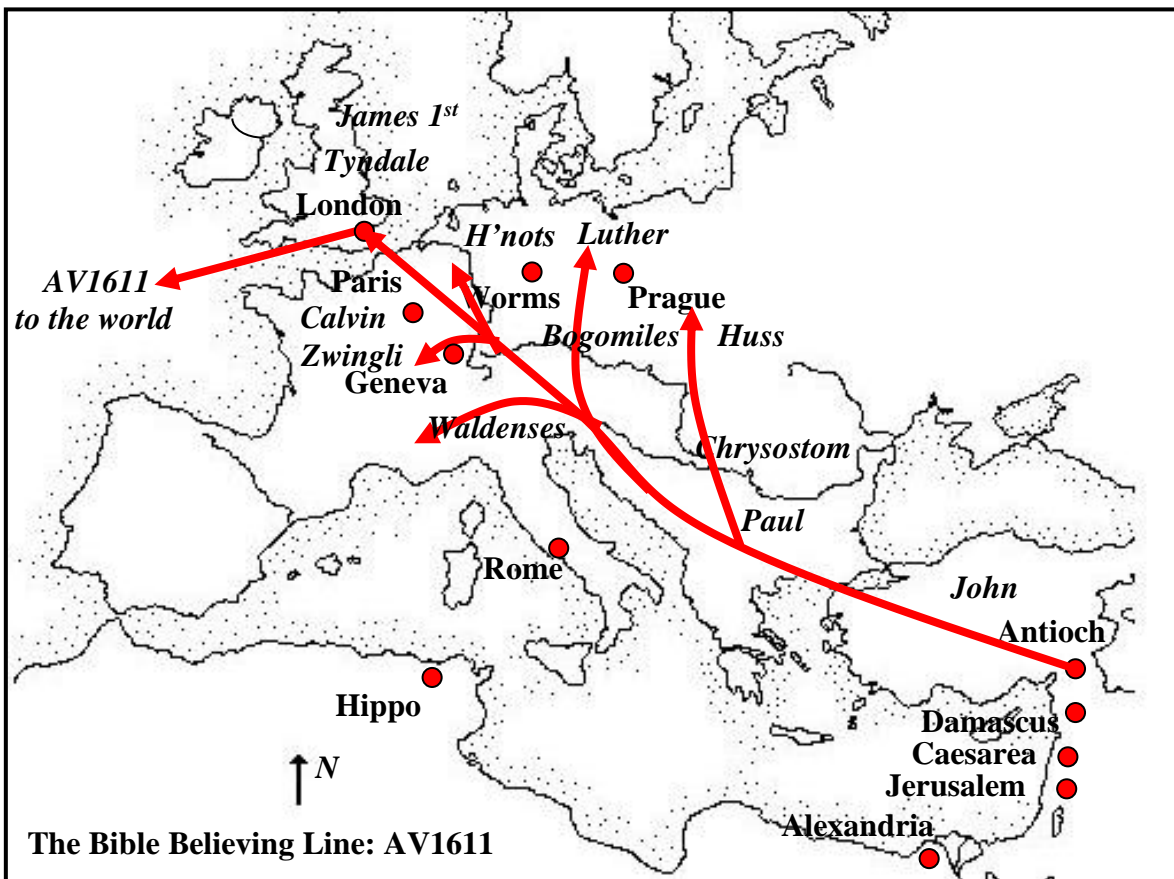 James 1st
Tyndale
London
H'nots
Luther
AV1611
to the world
Paris
Worms
Prague
Calvin
Bogomiles
Huss
Zwingli
Geneva
Waldenses
Chrysostom
Paul
Rome
John
Antioch
Hippo
Damascus
Caesarea
Jerusalem
N
Alexandria
The Bible Believing Line: AV1611